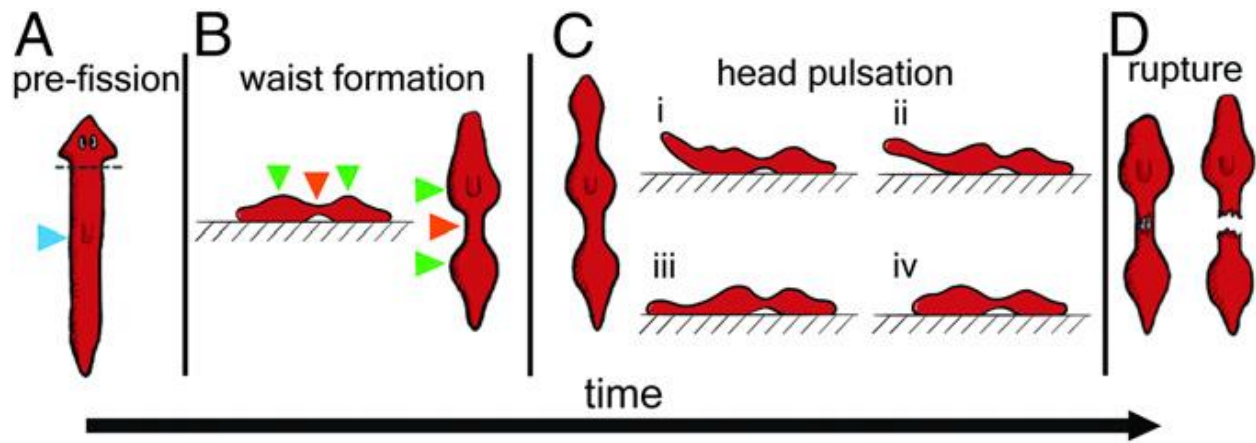 A
pre-fission
B
waist formation
C
head pulsation
i
ii
iii
iv
D
rupture
time